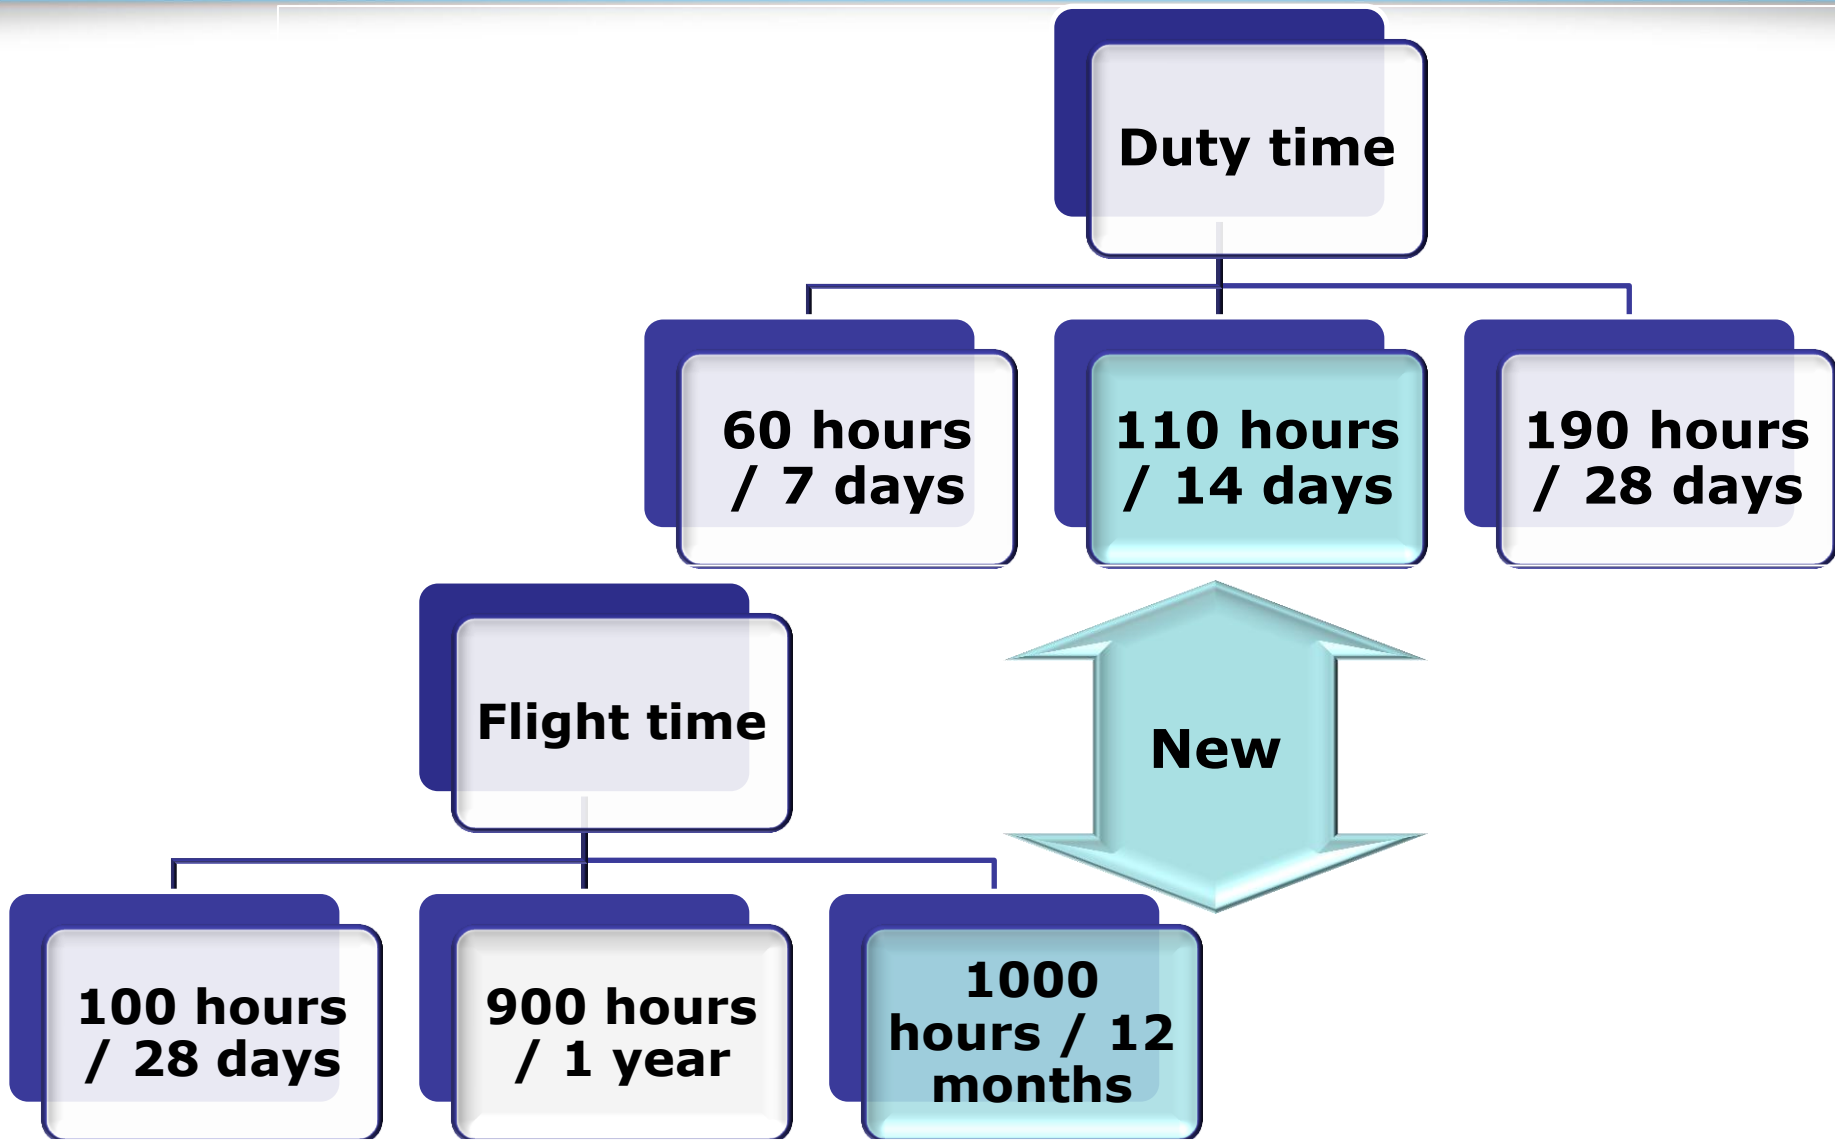 Duty time
60 hours
/ 7 days
110 hours
/ 14 days
190 hours
/ 28 days
Flight time
New
100 hours
/ 28 days
900 hours
/ 1 year
1000
hours / 12
months